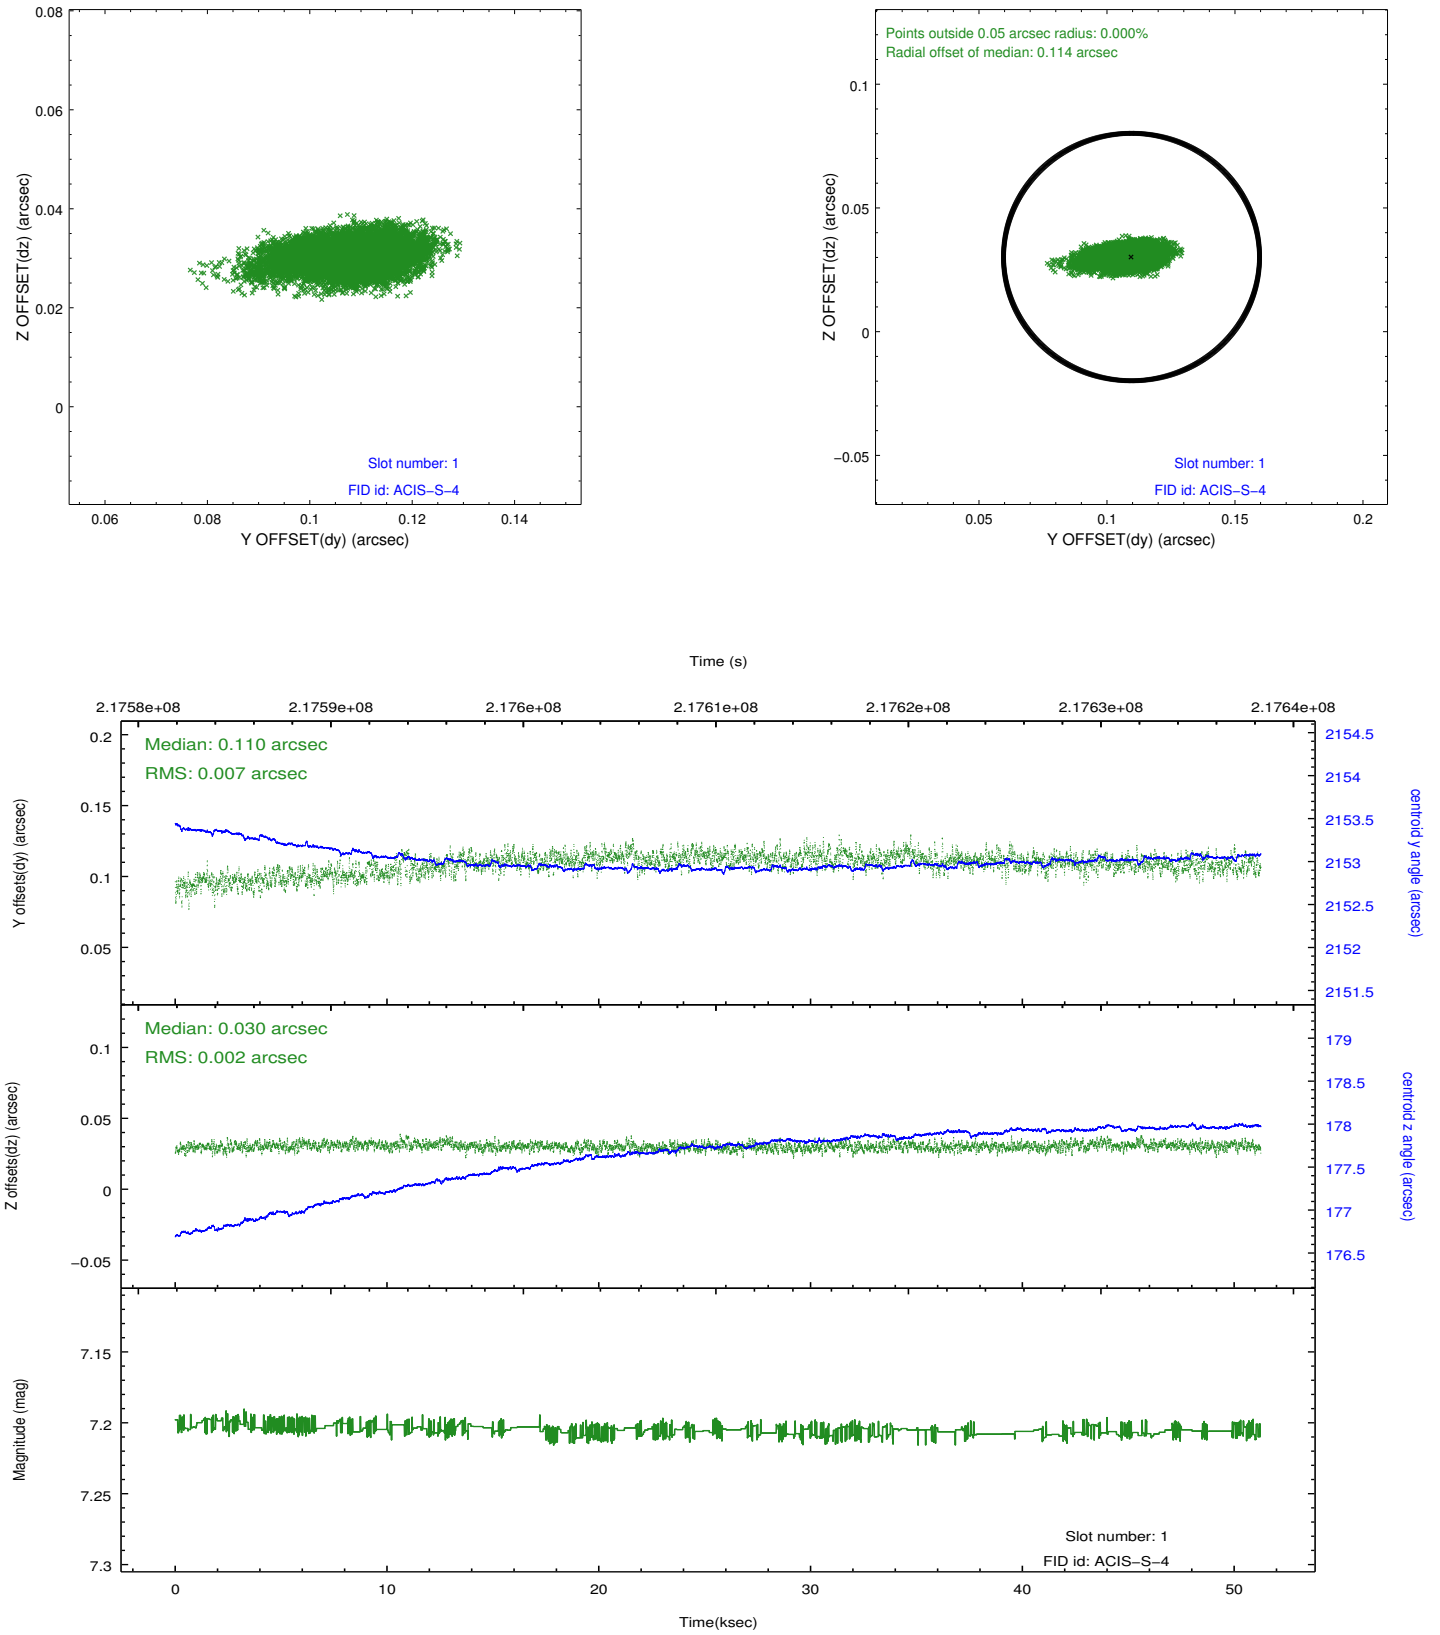 0.08
0.06
0.04
0.02
0
Z OFFSET(dz) (arcsec)
Slot number: 1
FID id: ACIS−S−4
0.06 0.08 0.1 0.12 0.14
Y OFFSET(dy) (arcsec)
Points outside 0.05 arcsec radius: 0.000%
Radial offset of median: 0.114 arcsec
0.1
0.05
0
−0.05
Z OFFSET(dz) (arcsec)
Slot number: 1
FID id: ACIS−S−4
0.05 0.1 0.15 0.2
Y OFFSET(dy) (arcsec)
Time (s)
2.1758e+08 2.1759e+08 2.176e+08 2.1761e+08 2.1762e+08 2.1763e+08 2.1764e+08
Median: 0.110 arcsec
RMS: 0.007 arcsec
0.2
0.15
0.1
0.05
Y offsets(dy) (arcsec)
2154.5
2154
2153.5
2153
2152.5
2152
2151.5
centroid y angle (arcsec)
Median: 0.030 arcsec
RMS: 0.002 arcsec
0.1
0.05
0
−0.05
Z offsets(dz) (arcsec)
179
178.5
178
177.5
177
176.5
centroid z angle (arcsec)
7.15
7.2
7.25
7.3
Magnitude (mag)
Slot number: 1
FID id: ACIS−S−4
0 10 20 30 40 50
Time(ksec)